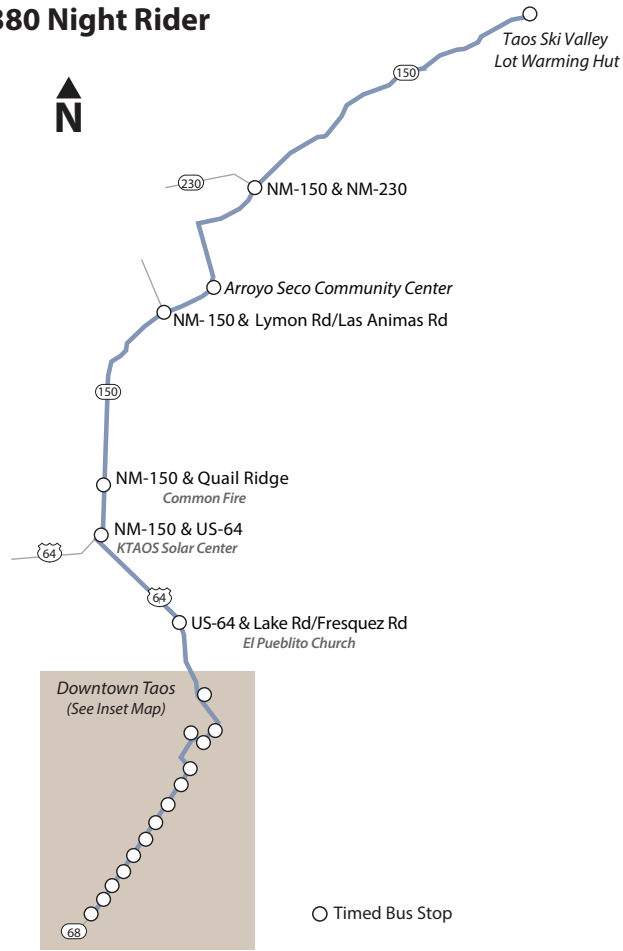 380 Night Rider
Taos Ski Valley
Lot Warming Hut
150
N
230
NM-150 & NM-230
Arroyo Seco Community Center
NM-150 & Lymon Rd/Las Animas Rd
150
NM-150 & Quail Ridge
Common Fire
NM-150 & US-64
KTAOS Solar Center
64
64
US-64 & Lake Rd/Fresquez Rd
El Pueblito Church
Downtown Taos
(See Inset Map)
Timed Bus Stop
68